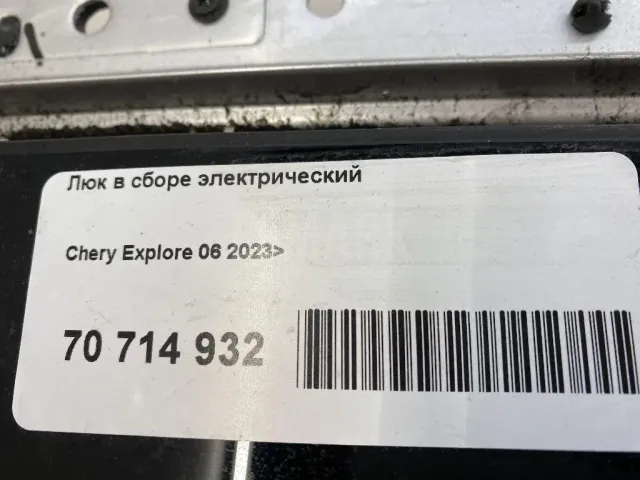 Люк в сборе электрический
Chery Explore 06 2023>
70 714 932